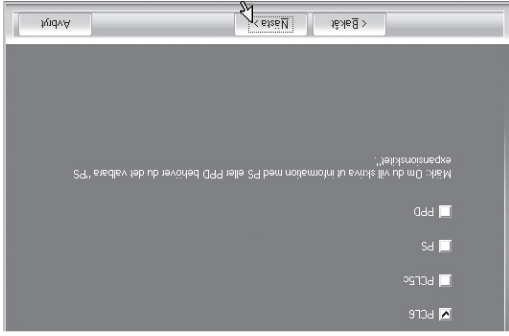 PCL6
PCL5c
PS
PPD
Märk: Om du vill skriva ut information med PS eller PPD behöver du det valbara "PS
expansionskitet".
< Bakåt
Nästa >
Avbryt